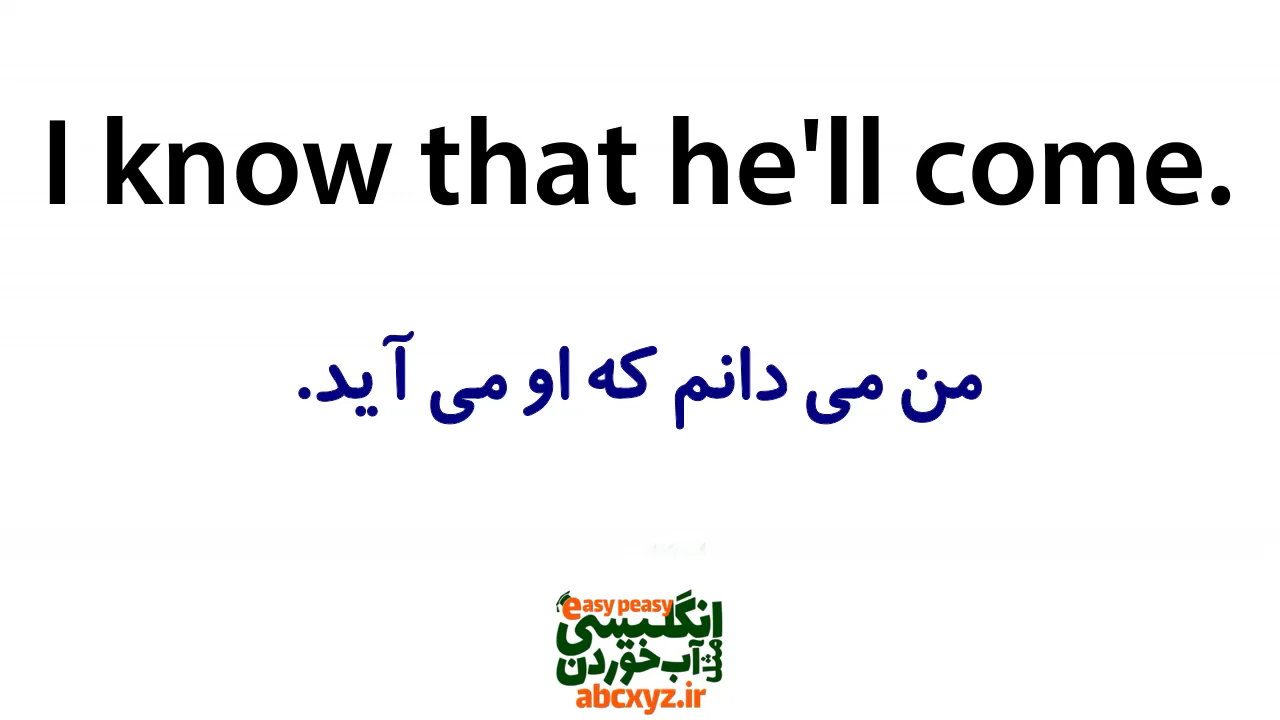 I know that he'll come.
من می دانم که او می آید.
easy peasy
انگلیسی
مثل آب خوردن
abcxyz.ir